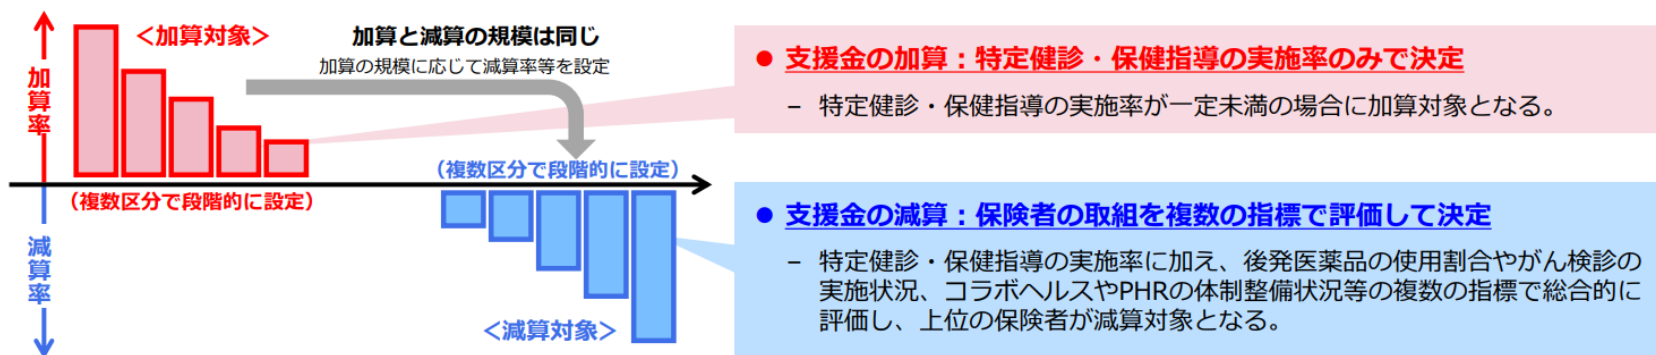 加算率
減算率
＜加算対象＞
加算と減算の規模は同じ
加算の規模に応じて減算率等を設定
（複数区分で段階的に設定）
（複数区分で段階的に設定）
＜減算対象＞
● 支援金の加算：特定健診・保健指導の実施率のみで決定
− 特定健診・保健指導の実施率が一定未満の場合に加算対象となる。
● 支援金の減算：保険者の取組を複数の指標で評価して決定
− 特定健診・保健指導の実施率に加え、後発医薬品の使用割合やがん検診の
実施状況、コラボヘルスやPHRの体制整備状況等の複数の指標で総合的に
評価し、上位の保険者が減算対象となる。